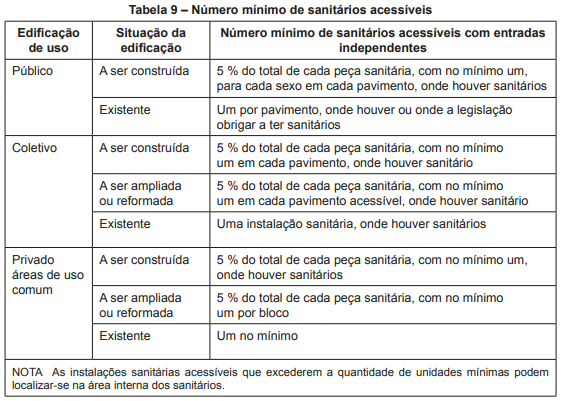 Tabela 9 – Número mínimo de sanitários acessíveis
Edificação de uso
Situação da edificação
Número mínimo de sanitários acessíveis com entradas independentes
Público
A ser construída
5 % do total de cada peça sanitária, com no mínimo um,
para cada sexo em cada pavimento, onde houver sanitários
Existente
Um por pavimento, onde houver ou onde a legislação
obrigar a ter sanitários
Coletivo
A ser construída
5 % do total de cada peça sanitária, com no mínimo
um em cada pavimento, onde houver sanitário
A ser ampliada
ou reformada
5 % do total de cada peça sanitária, com no mínimo
um em cada pavimento acessível, onde houver sanitário
Existente
Uma instalação sanitária, onde houver sanitários
Privado
áreas de uso
comum
A ser construída
5 % do total de cada peça sanitária, com no mínimo um,
onde houver sanitários
A ser ampliada
ou reformada
5 % do total de cada peça sanitária, com no mínimo
um por bloco
Existente
Um no mínimo
NOTA As instalações sanitárias acessíveis que excederem a quantidade de unidades mínimas podem
localizar-se na área interna dos sanitários.